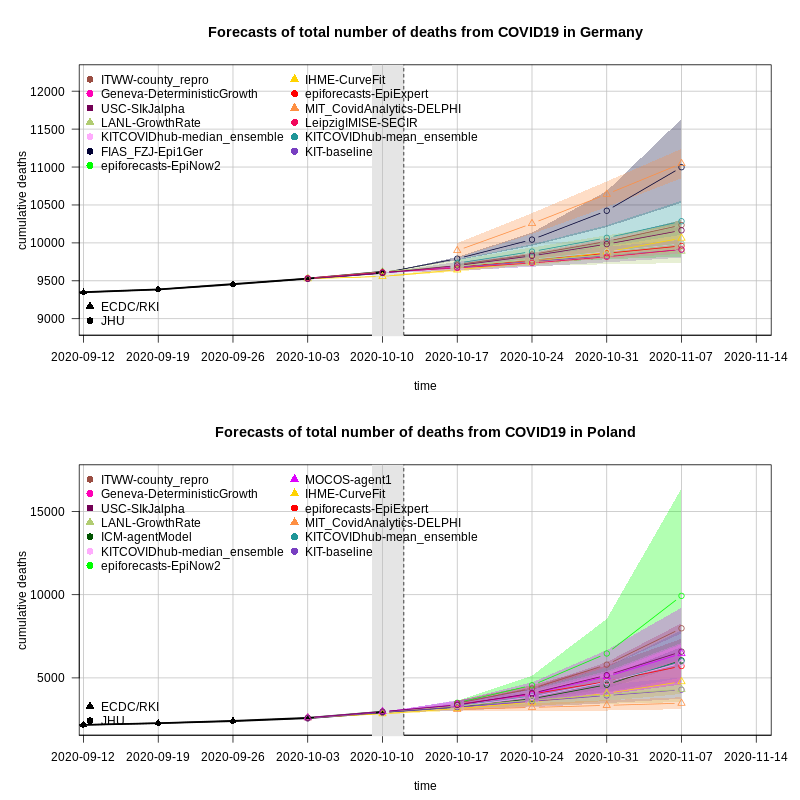 Forecasts of total number of deaths from COVID19 in Germany
cumulative deaths
12000
11500
11000
10500
10000
9500
9000
ITWW-county_repro
Geneva-DeterministicGrowth
USC-SIkJalpha
LANL-GrowthRate
KITCOVIDhub-median_ensemble
FIAS_FZJ-Epi1Ger
epiforecasts-EpiNow2
IHME-CurveFit
epiforecasts-EpiExpert
MIT_CovidAnalytics-DELPHI
LeipzigIMISE-SECIR
KITCOVIDhub-mean_ensemble
KIT-baseline
ECDC/RKI
JHU
2020-09-12 2020-09-19 2020-09-26 2020-10-03 2020-10-10 2020-10-17 2020-10-24 2020-10-31 2020-11-07 2020-11-14
time
Forecasts of total number of deaths from COVID19 in Poland
cumulative deaths
15000
10000
5000
ITWW-county_repro
Geneva-DeterministicGrowth
USC-SIkJalpha
LANL-GrowthRate
ICM-agentModel
KITCOVIDhub-median_ensemble
epiforecasts-EpiNow2
MOCOS-agent1
IHME-CurveFit
epiforecasts-EpiExpert
MIT_CovidAnalytics-DELPHI
KITCOVIDhub-mean_ensemble
KIT-baseline
ECDC/RKI
JHU
2020-09-12 2020-09-19 2020-09-26 2020-10-03 2020-10-10 2020-10-17 2020-10-24 2020-10-31 2020-11-07 2020-11-14
time